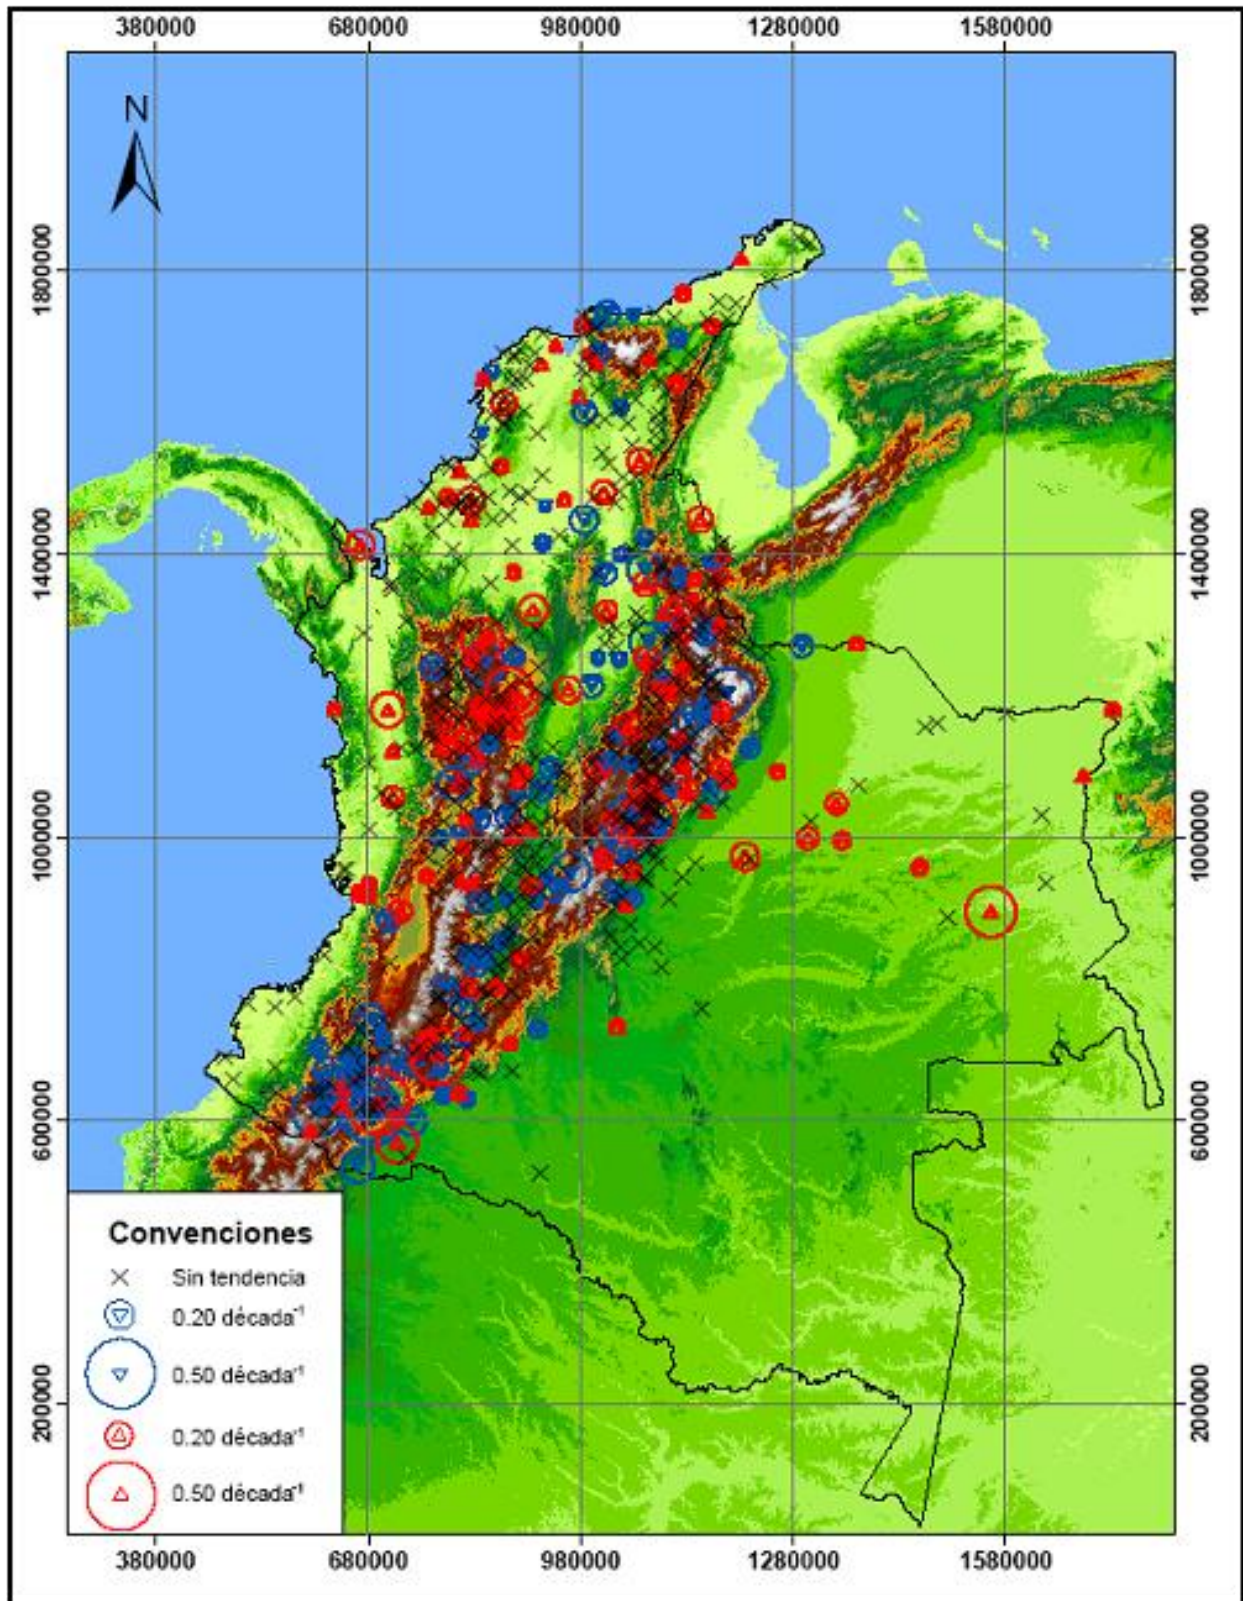 380000 680000 980000 1280000 1580000
N
1800000 1800000
1400000 1400000
1000000 1000000
600000 600000
200000 200000
Convenciones
Sin tendencia
0.20 década⁻¹
0.50 década⁻¹
0.20 década⁻¹
0.50 década⁻¹
380000 680000 980000 1280000 1580000